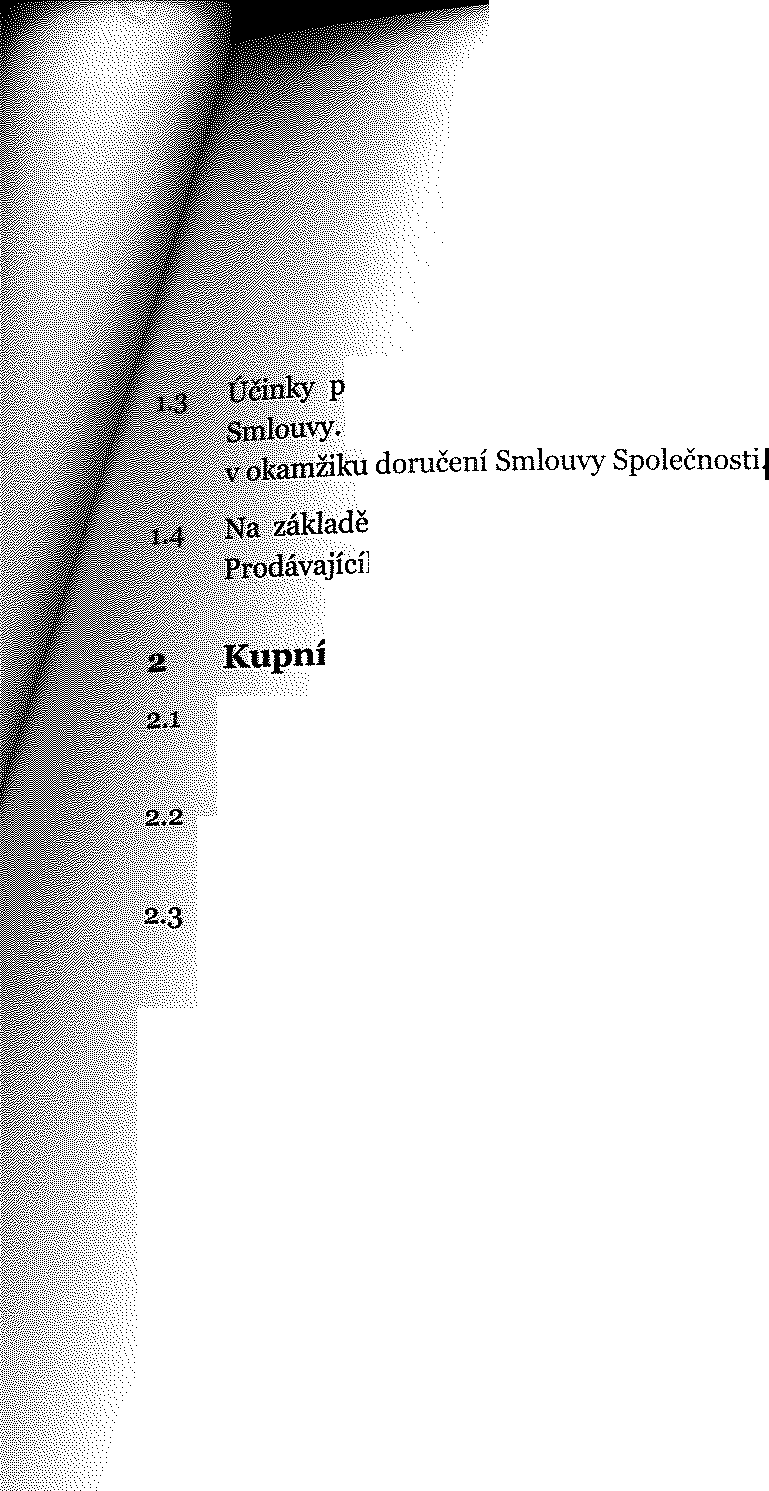 1.3 Účinky p
Smlouvy.
v okamžiku doručení Smlouvy Společnosti
1.4 Na základě
Prodávající
2 Kupní
2.1
2.2
2.3